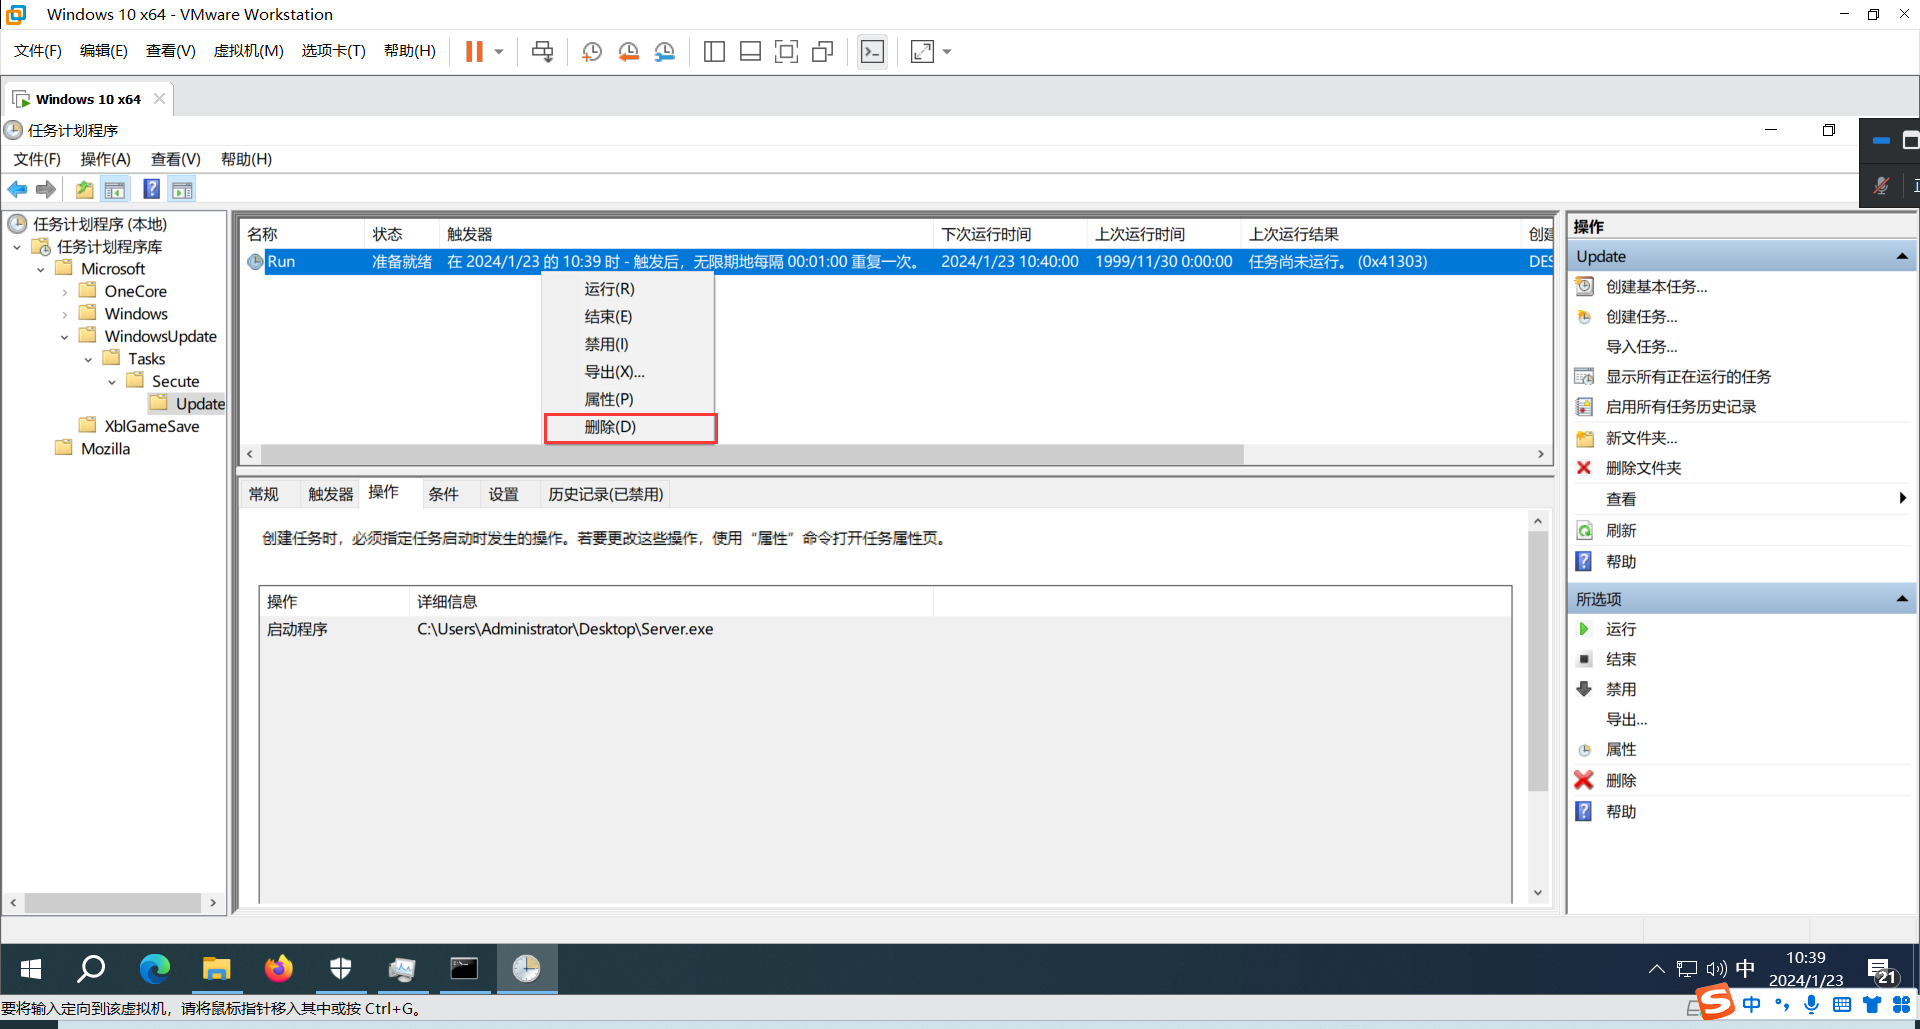 Windows 10 x64 - VMware Workstation
文件(F) 编辑(E) 查看(V) 虚拟机(M) 选项卡(T) 帮助(H)
Windows 10 x64
任务计划程序
文件(F) 操作(A) 查看(V) 帮助(H)
任务计划程序 (本地)
任务计划程序库
Microsoft
OneCore
Windows
WindowsUpdate
Tasks
Secute
Update
XblGameSave
Mozilla
名称 状态 触发器 下次运行时间 上次运行时间 上次运行结果 创建
Run 准备就绪 在 2024/1/23 的 10:39 时 - 触发后，无限期地每隔 00:01:00 重复一次。 2024/1/23 10:40:00 1999/11/30 0:00:00 任务尚未运行。 (0x41303) DES
运行(R)
结束(E)
禁用(I)
导出(X)...
属性(P)
删除(D)
常规 触发器 操作 条件 设置 历史记录(已禁用)
创建任务时，必须指定任务启动时发生的操作。若要更改这些操作，使用“属性”命令打开任务属性页。
操作 详细信息
启动程序 C:\Users\Administrator\Desktop\Server.exe
操作
Update
创建基本任务...
创建任务...
导入任务...
显示所有正在运行的任务
启用所有任务历史记录
新文件夹...
删除文件夹
查看
刷新
帮助
所选项
运行
结束
禁用
导出...
属性
删除
帮助
中 10:39
2024/1/23
21
要将输入定向到该虚拟机，请将鼠标指针移入其中或按 Ctrl+G。
中